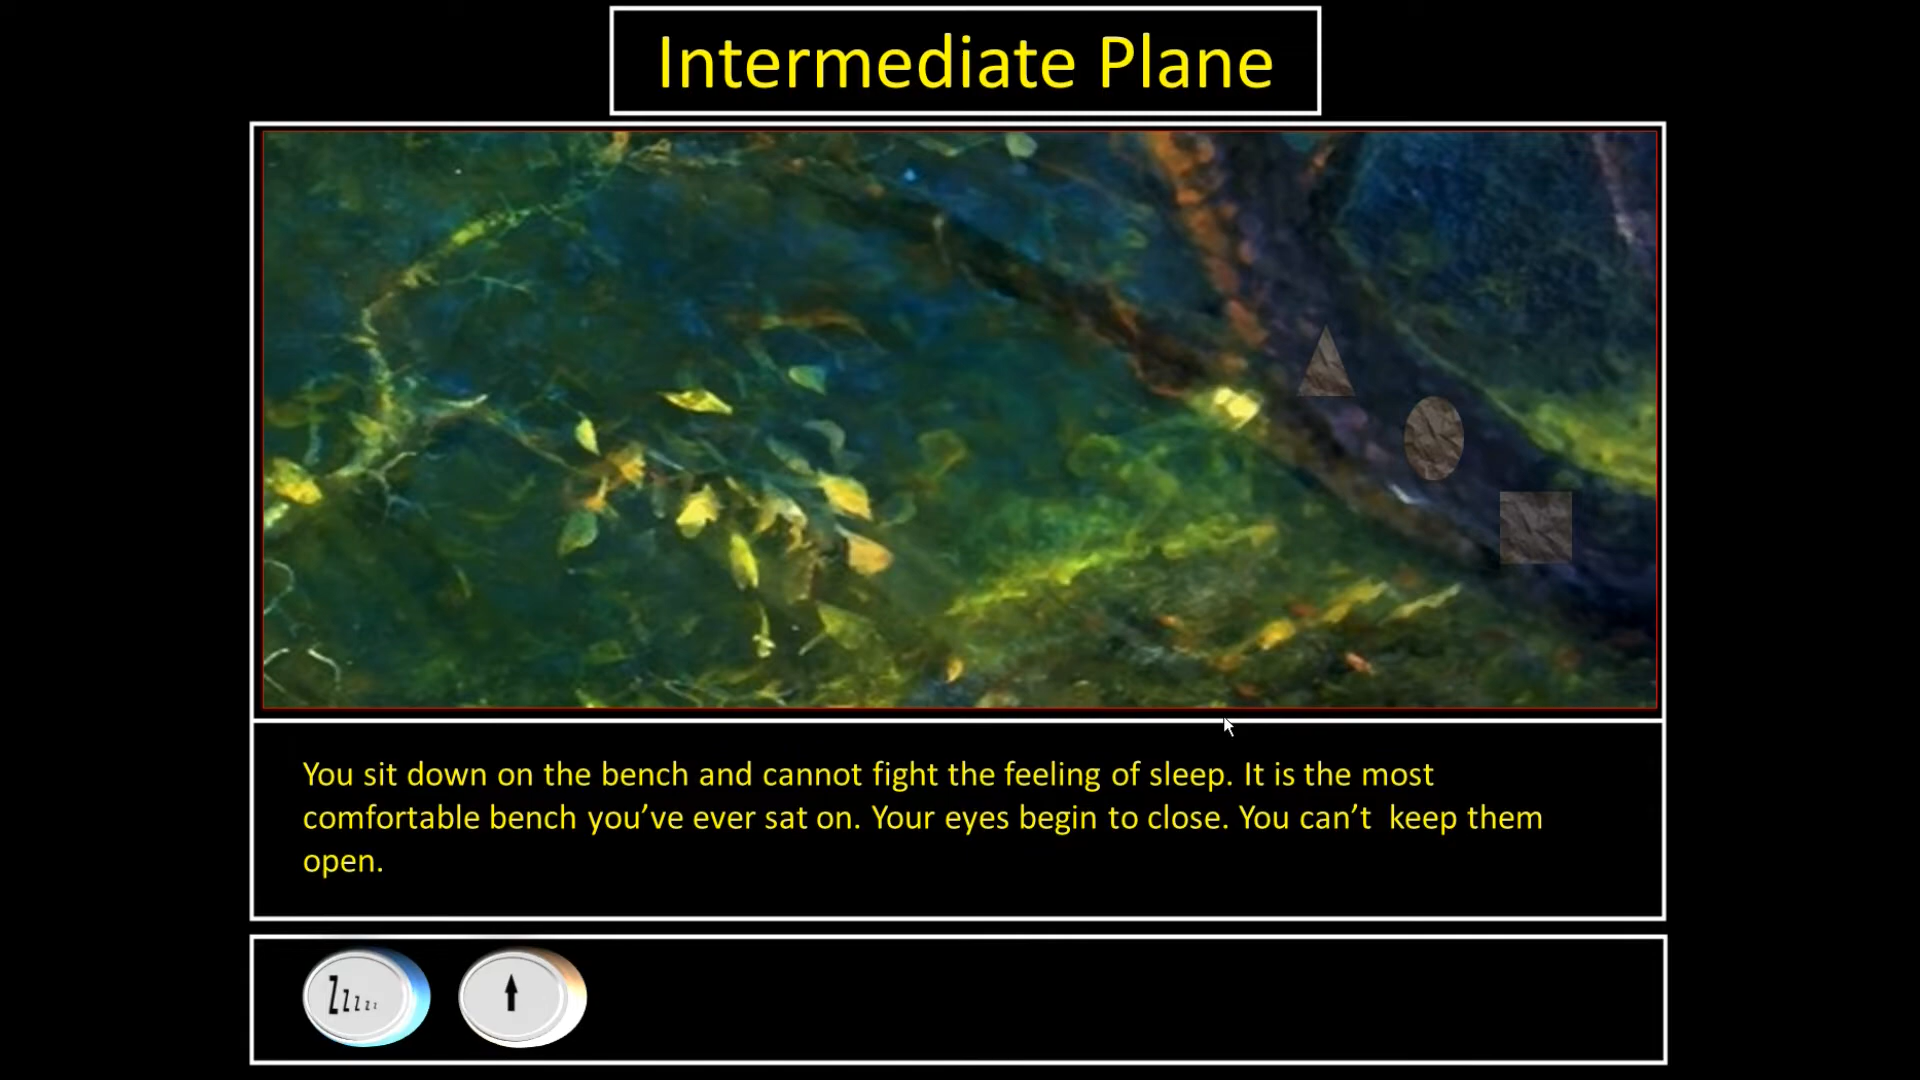 Intermediate Plane
You sit down on the bench and cannot fight the feeling of sleep. It is the most
comfortable bench you’ve ever sat on. Your eyes begin to close. You can’t  keep them
open.
Zzzzz